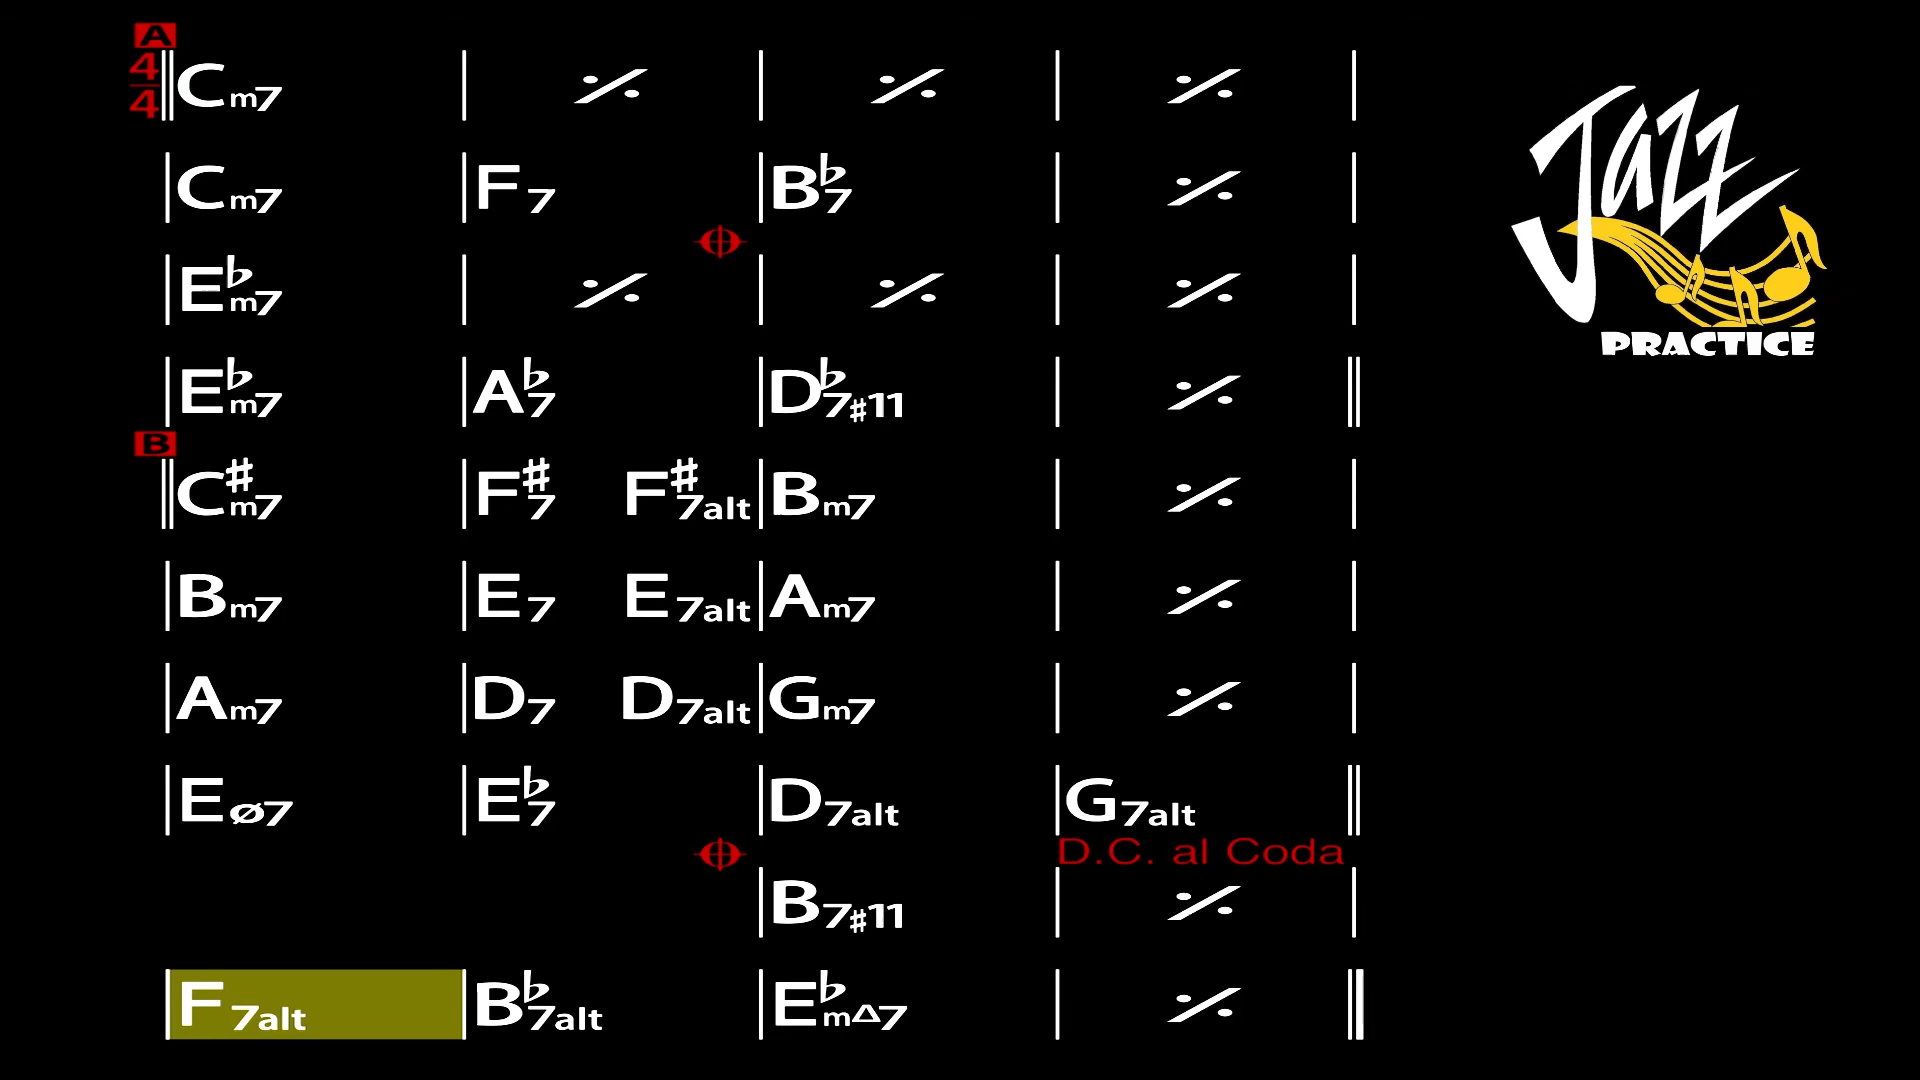 A
4/4 Cm7 | 𝄎 | 𝄎 | 𝄎 |
Jazz
Cm7 | F7 | B♭7 | 𝄎 |
E♭m7 | 𝄎 | 𝄌 𝄎 | 𝄎 |
PRACTICE
E♭m7 | A♭7 | D♭7♯11 | 𝄎 ||
B
C♯m7 | F♯7 F♯7alt | Bm7 | 𝄎 |
Bm7 | E7 E7alt | Am7 | 𝄎 |
Am7 | D7 D7alt | Gm7 | 𝄎 |
Eø7 | E♭7 | D7alt | G7alt ||
D.C. al Coda
𝄌 | B7♯11 | 𝄎 |
F7alt | B♭7alt | E♭mΔ7 | 𝄎 ||